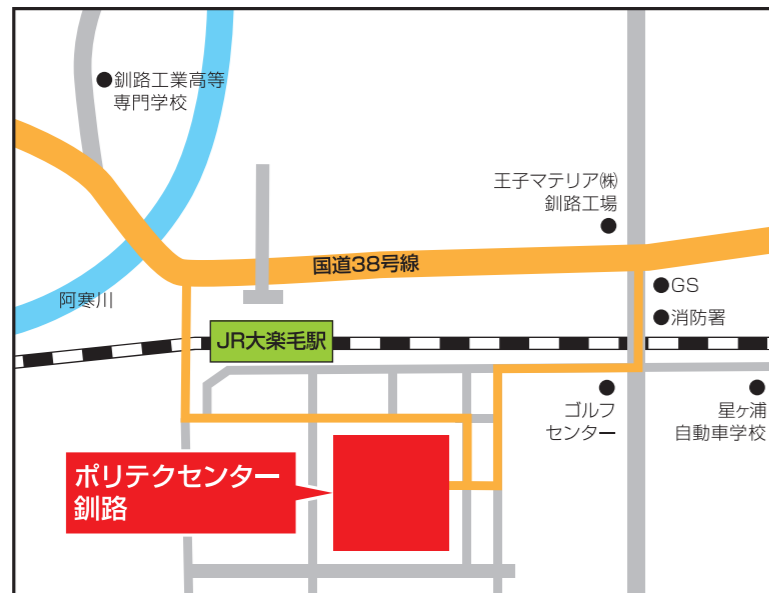 ●釧路工業高等
専門学校
王子マテリア㈱
釧路工場
国道38号線
阿寒川
●GS
●消防署
JR大楽毛駅
ゴルフ
センター
星ヶ浦
自動車学校
ポリテクセンター
釧路